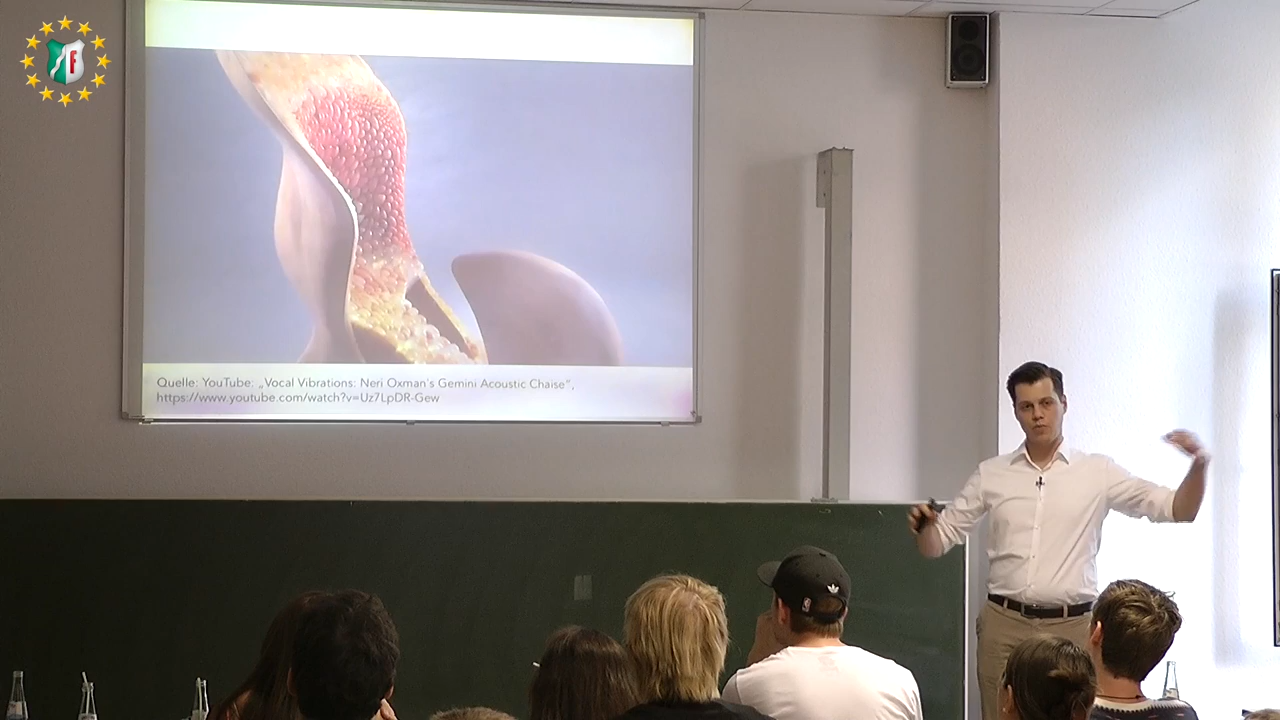 F
Quelle: YouTube: „Vocal Vibrations: Neri Oxman's Gemini Acoustic Chaise",
https://www.youtube.com/watch?v=Uz7LpDR-Gew